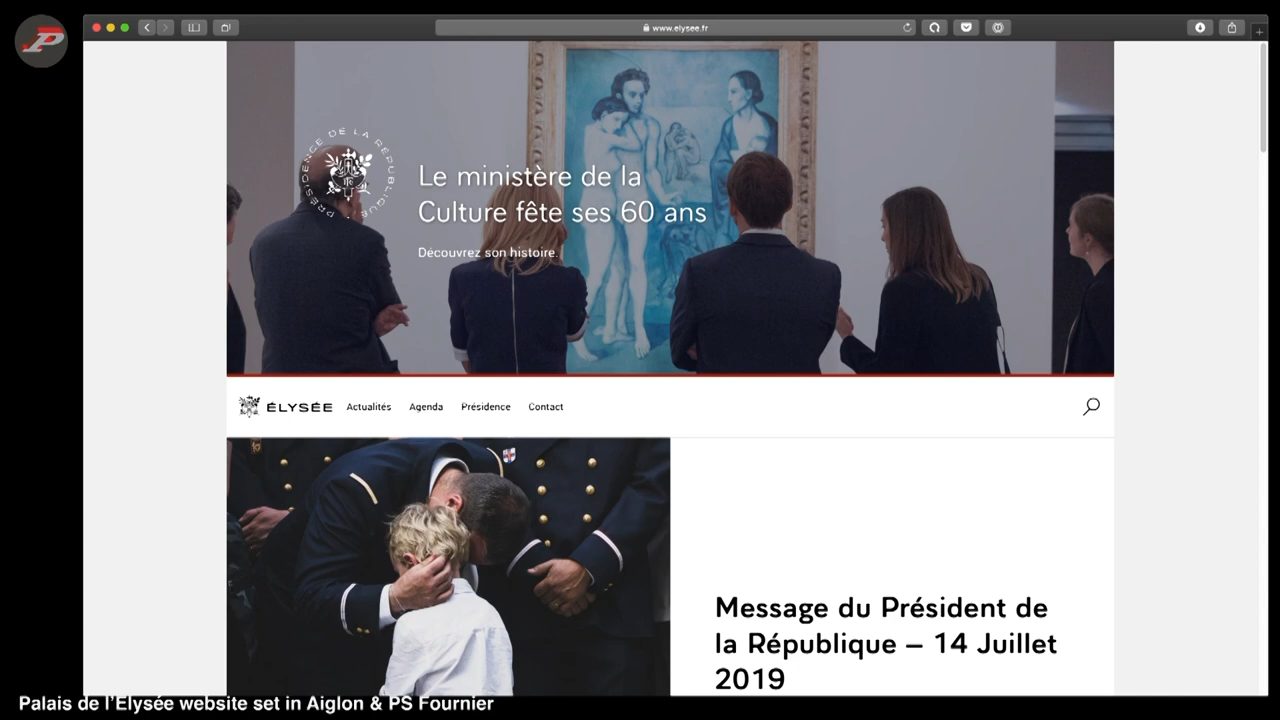 JP
www.elysee.fr
PRÉSIDENCE DE LA RÉPUBLIQUE
Le ministère de la
Culture fête ses 60 ans
Découvrez son histoire.
ÉLYSÉE Actualités Agenda Présidence Contact
Message du Président de
la République – 14 Juillet
2019
Palais de l'Elysée website set in Aiglon & PS Fournier